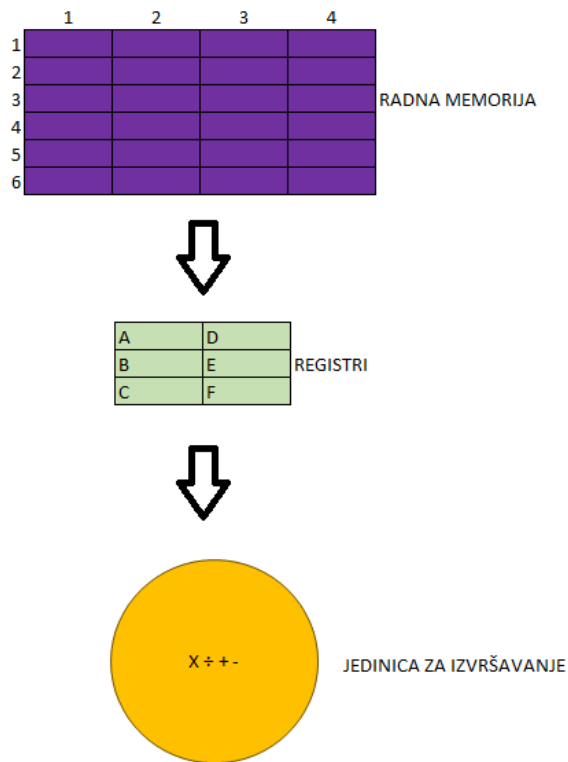 1 2 3 4
1
2
3 RADNA MEMORIJA
4
5
6
A D
B E REGISTRI
C F
X ÷ + -
JEDINICA ZA IZVRŠAVANJE